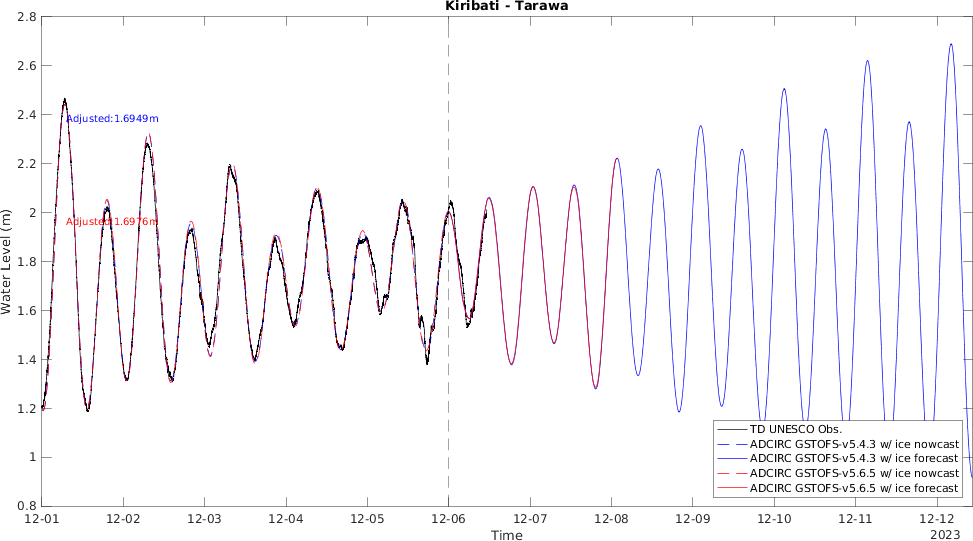 Kiribati - Tarawa
Water Level (m)
2.8
2.6
2.4
2.2
2
1.8
1.6
1.4
1.2
1
0.8
Adjusted:1.6949m
Adjusted:1.6976m
TD UNESCO Obs.
ADCIRC GSTOFS-v5.4.3 w/ ice nowcast
ADCIRC GSTOFS-v5.4.3 w/ ice forecast
ADCIRC GSTOFS-v5.6.5 w/ ice nowcast
ADCIRC GSTOFS-v5.6.5 w/ ice forecast
12-01 12-02 12-03 12-04 12-05 12-06 12-07 12-08 12-09 12-10 12-11 12-12
Time
2023